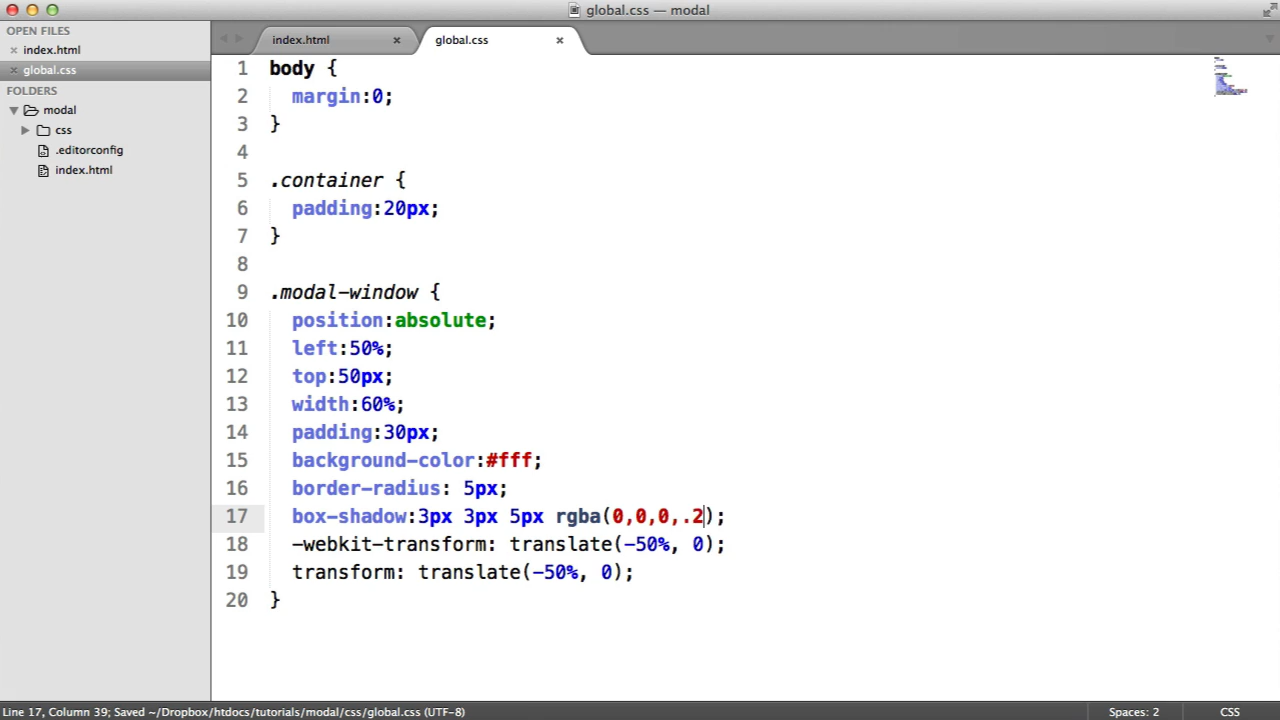 global.css — modal
OPEN FILES
index.html
global.css
FOLDERS
modal
css
.editorconfig
index.html
index.html
global.css
1 body {
2 margin:0;
3 }
4
5 .container {
6 padding:20px;
7 }
8
9 .modal-window {
10 position:absolute;
11 left:50%;
12 top:50px;
13 width:60%;
14 padding:30px;
15 background-color:#fff;
16 border-radius: 5px;
17 box-shadow:3px 3px 5px rgba(0,0,0,.2);
18 -webkit-transform: translate(-50%, 0);
19 transform: translate(-50%, 0);
20 }
Line 17, Column 39; Saved ~/Dropbox/htdocs/tutorials/modal/css/global.css (UTF-8)
Spaces: 2
CSS